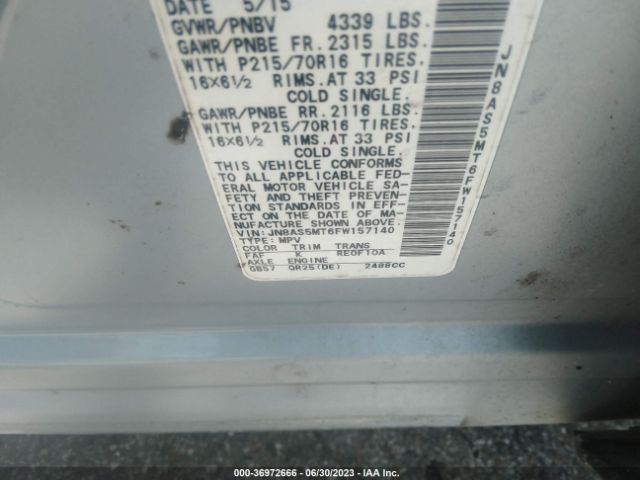 DATE 5/15
GVWR/PNBV 4339 LBS.
GAWR/PNBE FR. 2315 LBS.
WITH P215/70R16 TIRES.
16X6½ RIMS. AT 33 PSI
COLD SINGLE.
GAWR/PNBE RR. 2116 LBS.
WITH P215/70R16 TIRES.
16X6½ RIMS. AT 33 PSI
COLD SINGLE.
THIS VEHICLE CONFORMS
TO ALL APPLICABLE FED-
ERAL MOTOR VEHICLE SA-
FETY AND THEFT PREVEN-
TION STANDARDS IN EFF-
ECT ON THE DATE OF MA-
NUFACTURE SHOWN ABOVE.
VIN: JN8AS5MT6FW157140
TYPE: MPV
COLOR TRIM TRANS
FAF K RE0F10A
AXLE ENGINE
GB57 QR25(DE) 2488CC
JN8AS5MT6FW157140
000-36972666 - 06/30/2023 - IAA Inc.